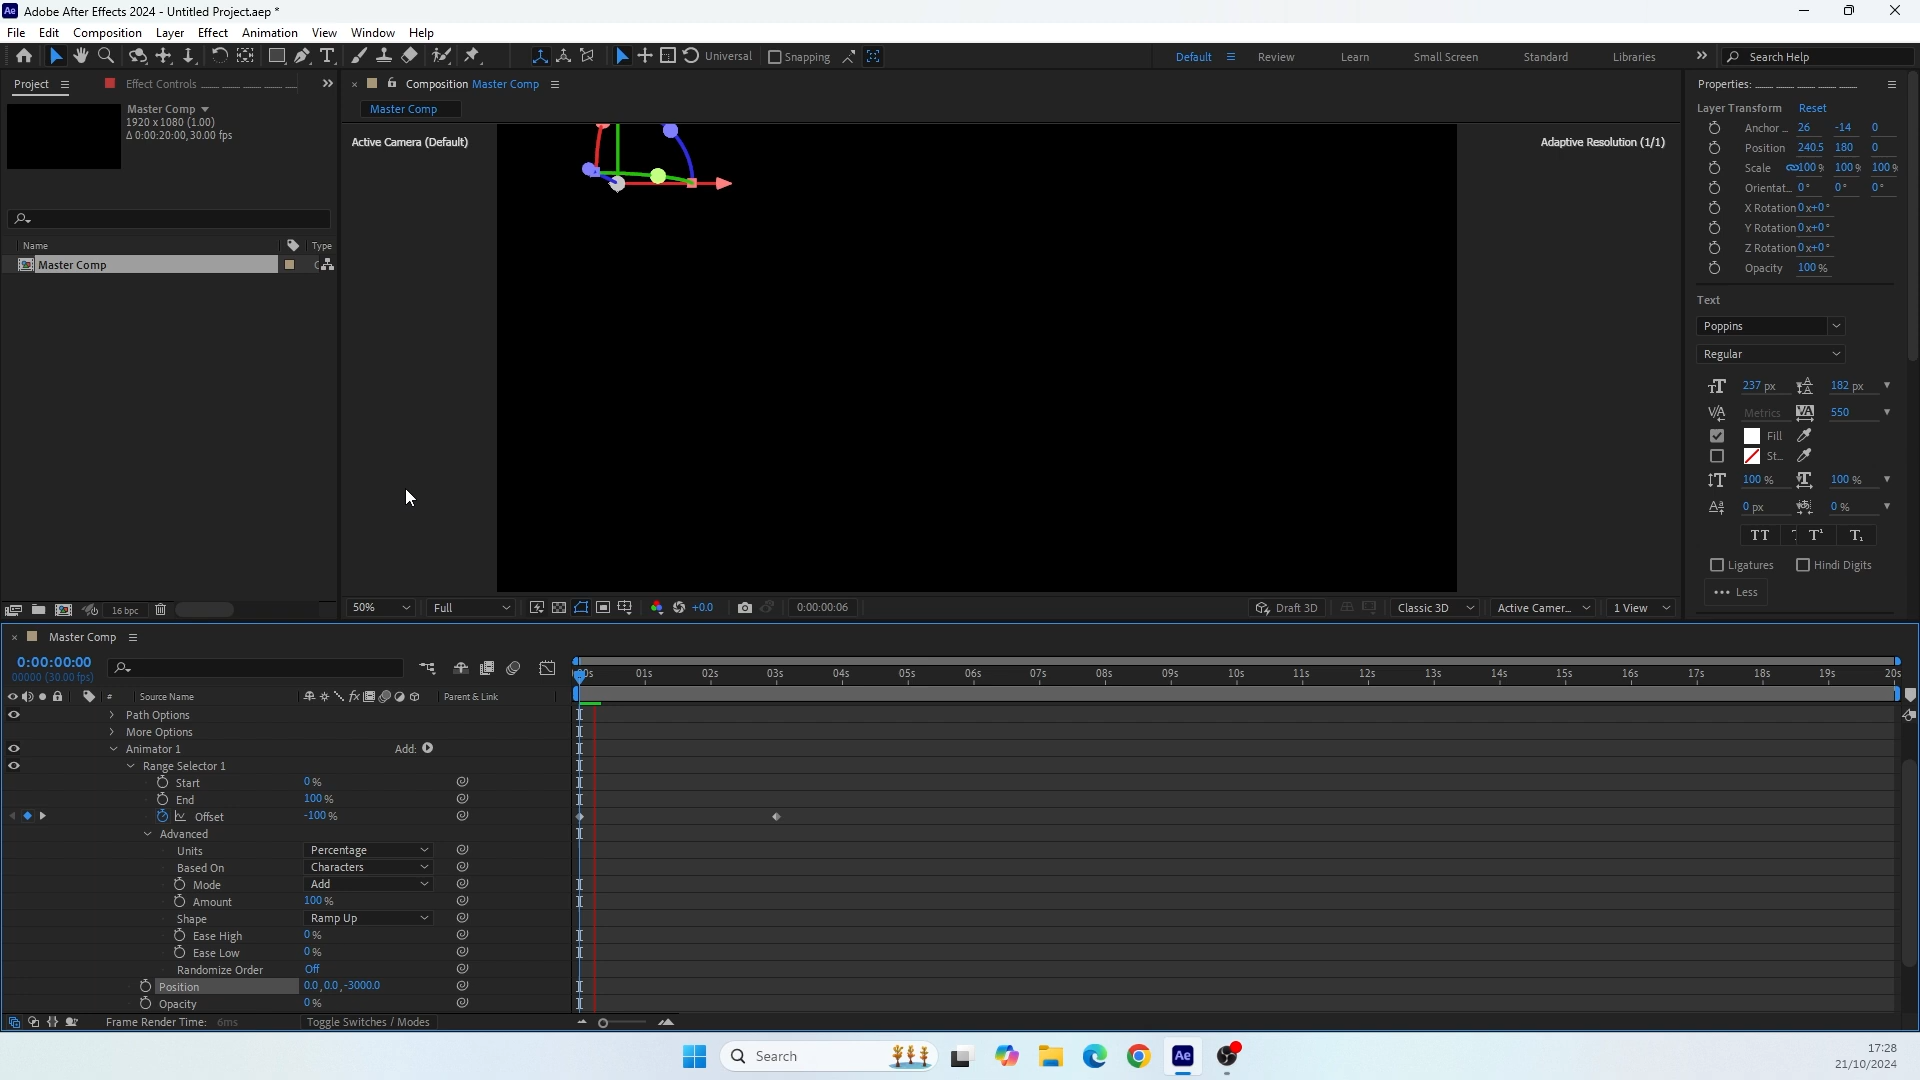 Adobe After Effects 2024 - Untitled Project.aep *
File Edit Composition Layer Effect Animation View Window Help
Universal Snapping Default Review Learn Small Screen Standard Libraries Search Help
Project Effect Controls
Composition Master Comp
Properties:
Master Comp
1920 x 1080 (1.00)
Δ 0:00:20:00, 30.00 fps
Master Comp
Active Camera (Default)
Adaptive Resolution (1/1)
Layer Transform Reset
Anchor ... 26 -14 0
Position 240.5 180 0
Scale 100% 100% 100%
Orientat... 0° 0° 0°
X Rotation 0x+0°
Y Rotation 0x+0°
Z Rotation 0x+0°
Opacity 100 %
Name Type
Master Comp
Text
Poppins
Regular
237 px 182 px
Metrics 550
Fill
St...
100 % 100 %
0 px 0 %
TT T¹ T₁
Ligatures Hindi Digits
... Less
16 bpc
50% Full +0.0 0:00:00:06 Draft 3D Classic 3D Active Camer... 1 View
Master Comp
0:00:00:00
00000 (30.00 fps)
00s 01s 02s 03s 04s 05s 06s 07s 08s 09s 10s 11s 12s 13s 14s 15s 16s 17s 18s 19s 20s
# Source Name Parent & Link
Path Options
More Options
Animator 1 Add:
Range Selector 1
Start 0 %
End 100 %
Offset -100 %
Advanced
Units Percentage
Based On Characters
Mode Add
Amount 100 %
Shape Ramp Up
Ease High 0 %
Ease Low 0 %
Randomize Order Off
Position 0.0, 0.0, -3000.0
Opacity 0 %
Frame Render Time: 6ms Toggle Switches / Modes
Search
17:28
21/10/2024